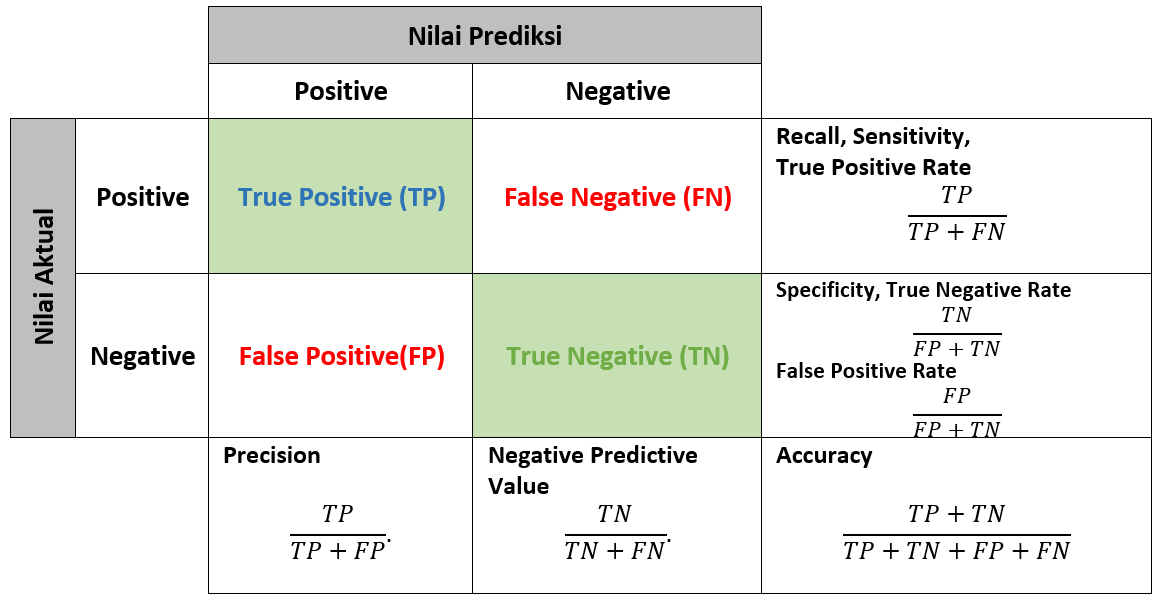 Nilai Prediksi
Positive
Negative
Nilai Aktual
Positive
True Positive (TP)
False Negative (FN)
Recall, Sensitivity,
True Positive Rate
TP
TP + FN
Negative
False Positive(FP)
True Negative (TN)
Specificity, True Negative Rate
TN
FP + TN
False Positive Rate
FP
FP + TN
Precision
TP
TP + FP.
Negative Predictive
Value
TN
TN + FN.
Accuracy
TP + TN
TP + TN + FP + FN